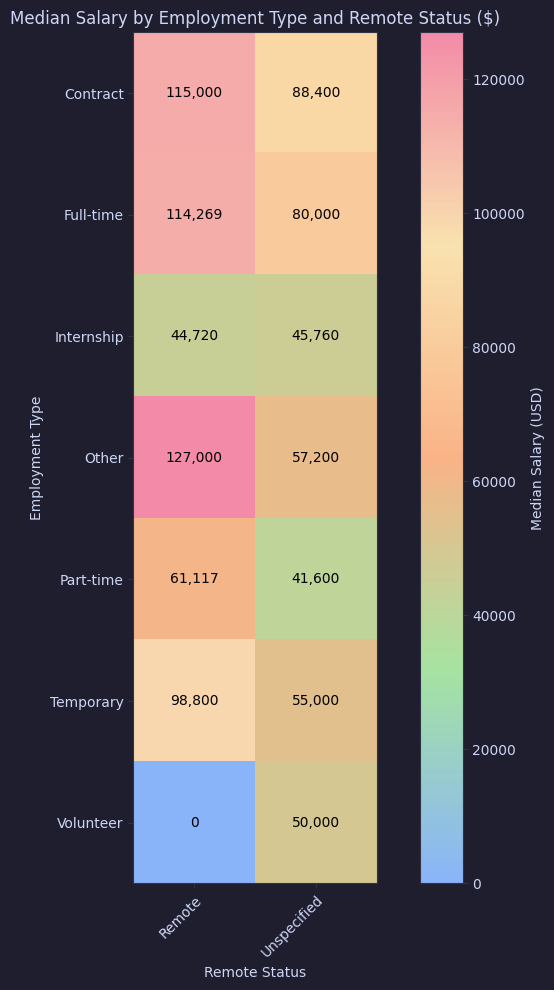 Median Salary by Employment Type and Remote Status ($)
Contract 115,000 88,400
Full-time 114,269 80,000
Internship 44,720 45,760
Other 127,000 57,200
Part-time 61,117 41,600
Temporary 98,800 55,000
Volunteer 0 50,000
Employment Type
Remote Unspecified
Remote Status
120000
100000
80000
60000
40000
20000
0
Median Salary (USD)